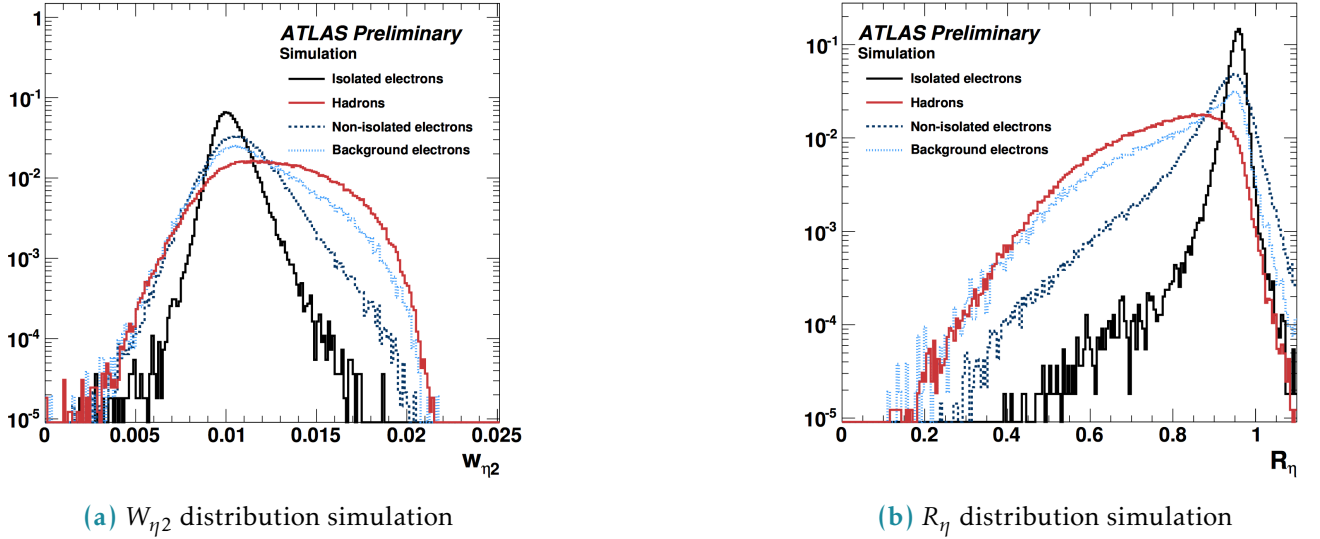 ATLAS Preliminary
Simulation
Isolated electrons
Hadrons
Non-isolated electrons
Background electrons
1
10⁻¹
10⁻²
10⁻³
10⁻⁴
10⁻⁵
0 0.005 0.01 0.015 0.02 0.025
w_η2
(a) W_η2 distribution simulation
ATLAS Preliminary
Simulation
Isolated electrons
Hadrons
Non-isolated electrons
Background electrons
10⁻¹
10⁻²
10⁻³
10⁻⁴
10⁻⁵
0 0.2 0.4 0.6 0.8 1
R_η
(b) R_η distribution simulation